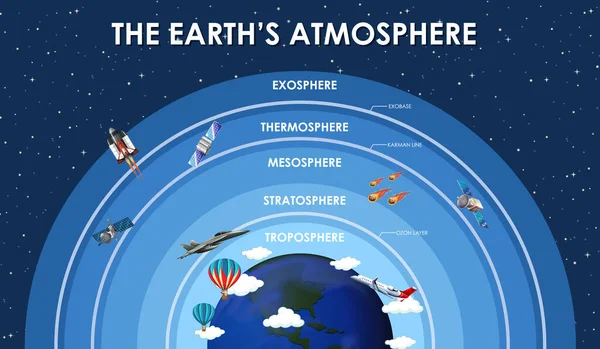 THE EARTH'S ATMOSPHERE
EXOSPHERE
EXOBASE
THERMOSPHERE
KARMAN LINE
MESOSPHERE
STRATOSPHERE
TROPOSPHERE
OZON LAYER